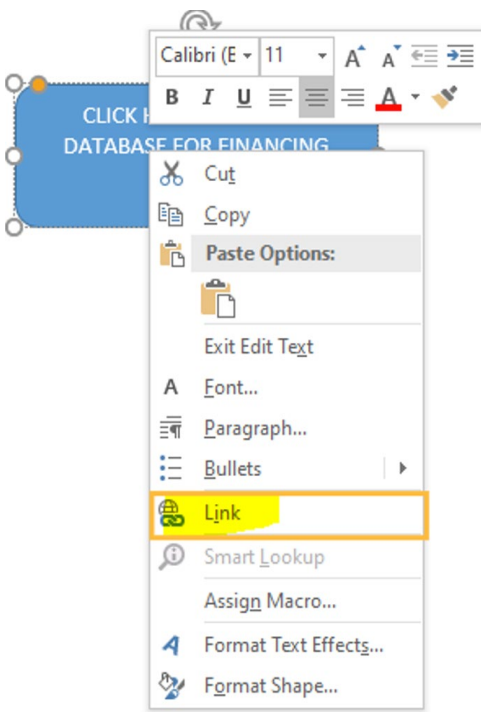 Calibri (E
11
A A
B I U A
CLICK
DATABASE FOR FINANCING
Cut
Copy
Paste Options:
Exit Edit Text
A Font...
Paragraph...
Bullets
Link
Smart Lookup
Assign Macro...
A Format Text Effects...
Format Shape...